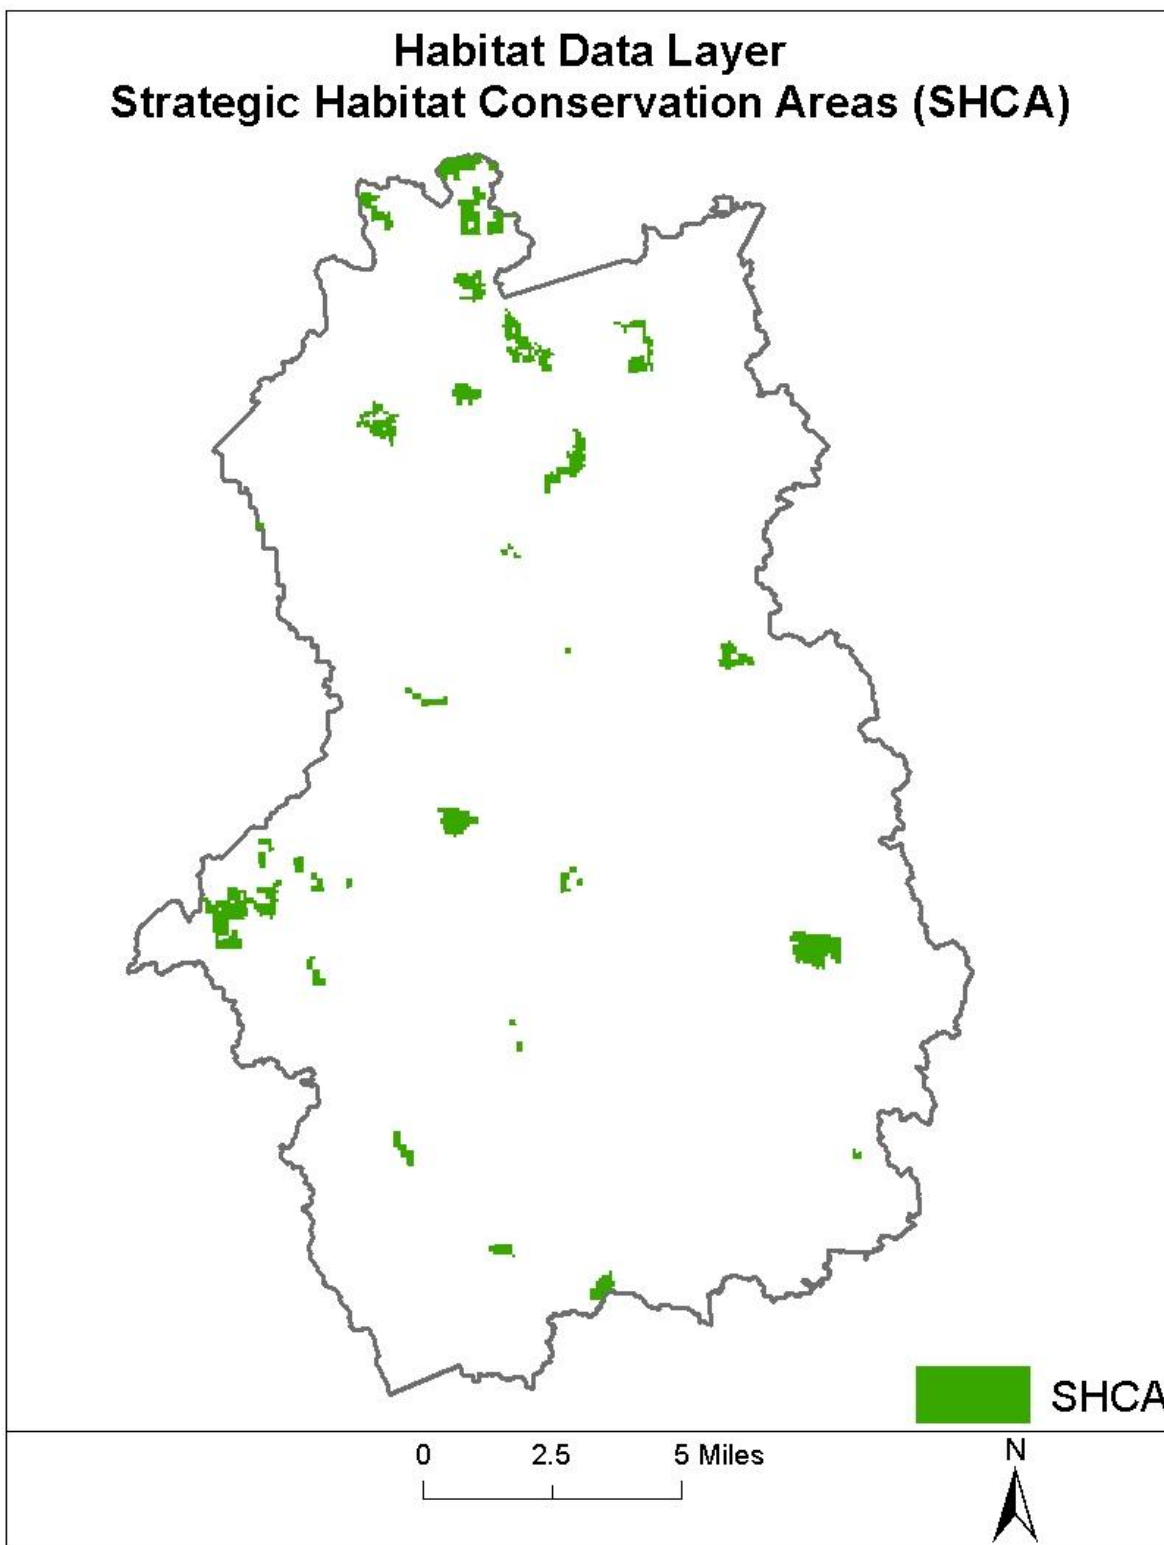 Habitat Data Layer
Strategic Habitat Conservation Areas (SHCA)
SHCA
0 2.5 5 Miles
N